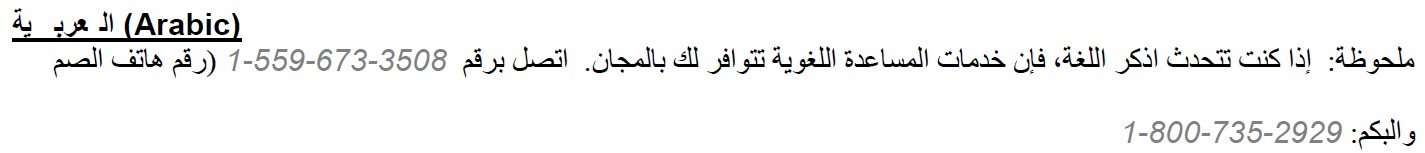 الـعربـية (Arabic)
ملحوظة: إذا كنت تتحدث اذكر اللغة، فإن خدمات المساعدة اللغوية تتوافر لك بالمجان. اتصل برقم 1-559-673-3508 (رقم هاتف الصم
والبكم: 1-800-735-2929